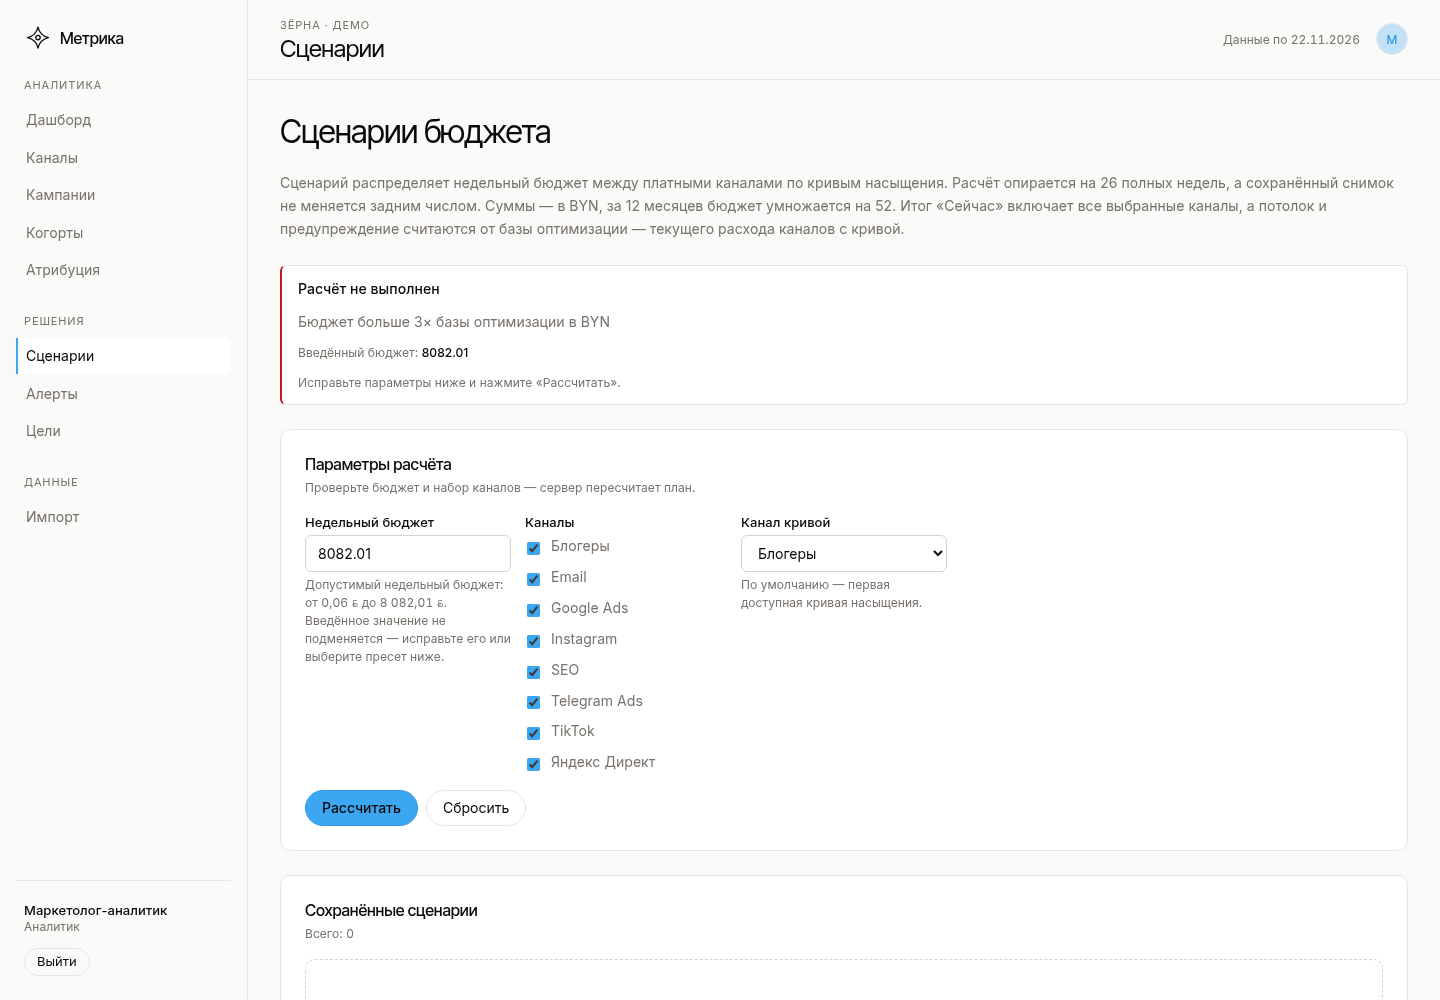 Метрика
АНАЛИТИКА
Дашборд
Каналы
Кампании
Когорты
Атрибуция
РЕШЕНИЯ
Сценарии
Алерты
Цели
ДАННЫЕ
Импорт
Маркетолог-аналитик
Аналитик
Выйти
ЗЁРНА · ДЕМО
Сценарии
Данные по 22.11.2026
М
Сценарии бюджета
Сценарий распределяет недельный бюджет между платными каналами по кривым насыщения. Расчёт опирается на 26 полных недель, а сохранённый снимок
не меняется задним числом. Суммы — в BYN, за 12 месяцев бюджет умножается на 52. Итог «Сейчас» включает все выбранные каналы, а потолок и
предупреждение считаются от базы оптимизации — текущего расхода каналов с кривой.
Расчёт не выполнен
Бюджет больше 3× базы оптимизации в BYN
Введённый бюджет: 8082.01
Исправьте параметры ниже и нажмите «Рассчитать».
Параметры расчёта
Проверьте бюджет и набор каналов — сервер пересчитает план.
Недельный бюджет
8082.01
Допустимый недельный бюджет:
от 0,06 ƃ до 8 082,01 ƃ.
Введённое значение не
подменяется — исправьте его или
выберите пресет ниже.
Каналы
Блогеры
Email
Google Ads
Instagram
SEO
Telegram Ads
TikTok
Яндекс Директ
Канал кривой
Блогеры
По умолчанию — первая
доступная кривая насыщения.
Рассчитать
Сбросить
Сохранённые сценарии
Всего: 0